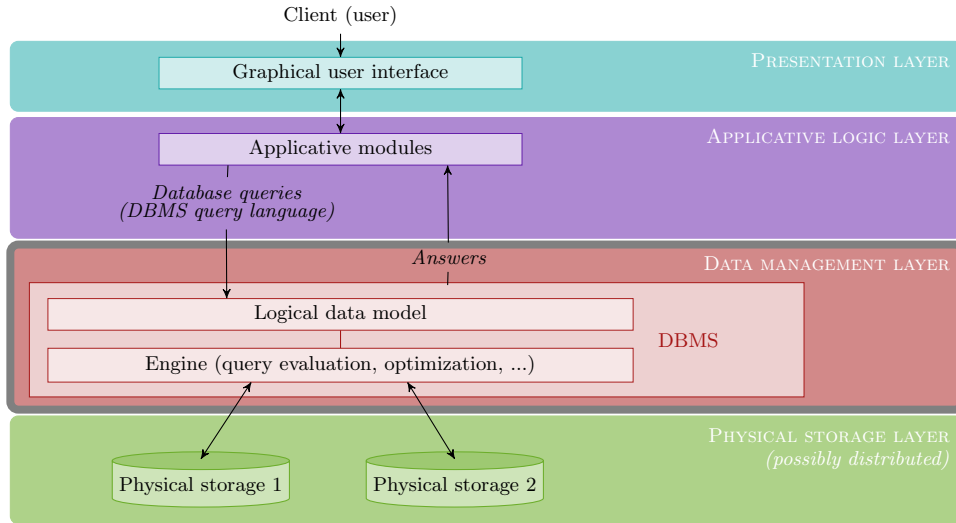 Client (user)
PRESENTATION LAYER
Graphical user interface
APPLICATIVE LOGIC LAYER
Applicative modules
Database queries
(DBMS query language)
Answers
DATA MANAGEMENT LAYER
Logical data model
DBMS
Engine (query evaluation, optimization, ...)
PHYSICAL STORAGE LAYER
(possibly distributed)
Physical storage 1
Physical storage 2